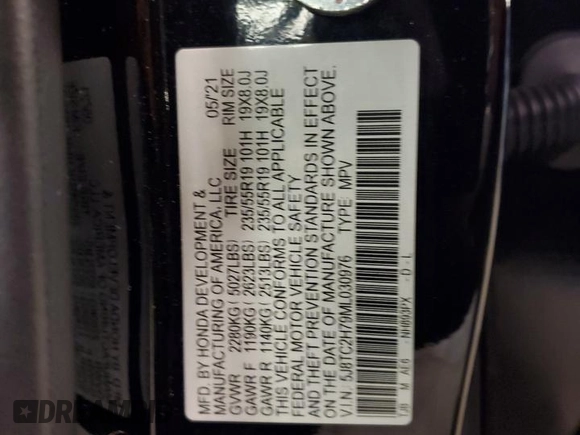 MFD. BY HONDA DEVELOPMENT & 05/21
MANUFACTURING OF AMERICA, LLC
GVWR 2280KG ( 5027LBS) TIRE SIZE RIM SIZE
GAWR F 1190KG ( 2623LBS) 235/55R19 101H 19X8.0J
GAWR R 1140KG ( 2513LBS) 235/55R19 101H 19X8.0J
THIS VEHICLE CONFORMS TO ALL APPLICABLE
FEDERAL MOTOR VEHICLE SAFETY
AND THEFT PREVENTION STANDARDS IN EFFECT
ON THE DATE OF MANUFACTURE SHOWN ABOVE.
V.I.N. 5J8TC2H79ML030976 TYPE: MPV
TJB M AE6 NH893PX - D - L